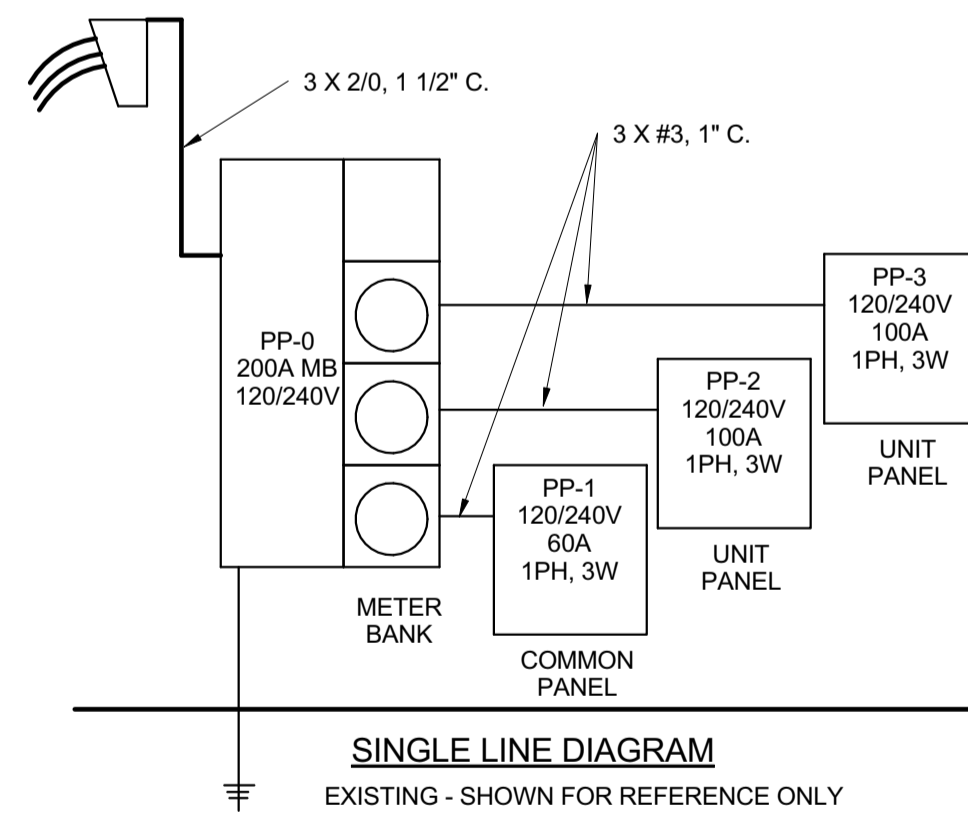 3 X 2/0, 1 1/2" C.
3 X #3, 1" C.
PP-0
200A MB
120/240V
METER
BANK
PP-1
120/240V
60A
1PH, 3W
COMMON
PANEL
PP-2
120/240V
100A
1PH, 3W
UNIT
PANEL
PP-3
120/240V
100A
1PH, 3W
UNIT
PANEL
SINGLE LINE DIAGRAM
EXISTING - SHOWN FOR REFERENCE ONLY